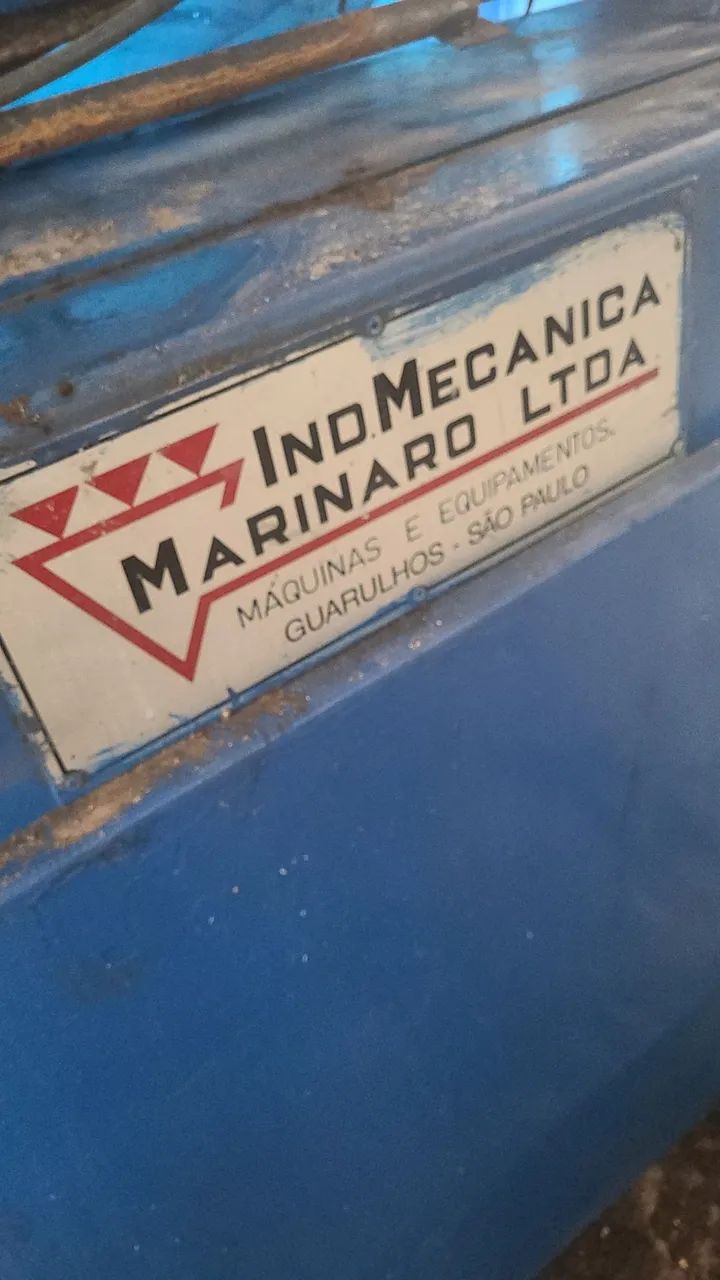 IND.MECANICA
MARINARO LTDA
MÁQUINAS E EQUIPAMENTOS.
GUARULHOS - SÃO PAULO